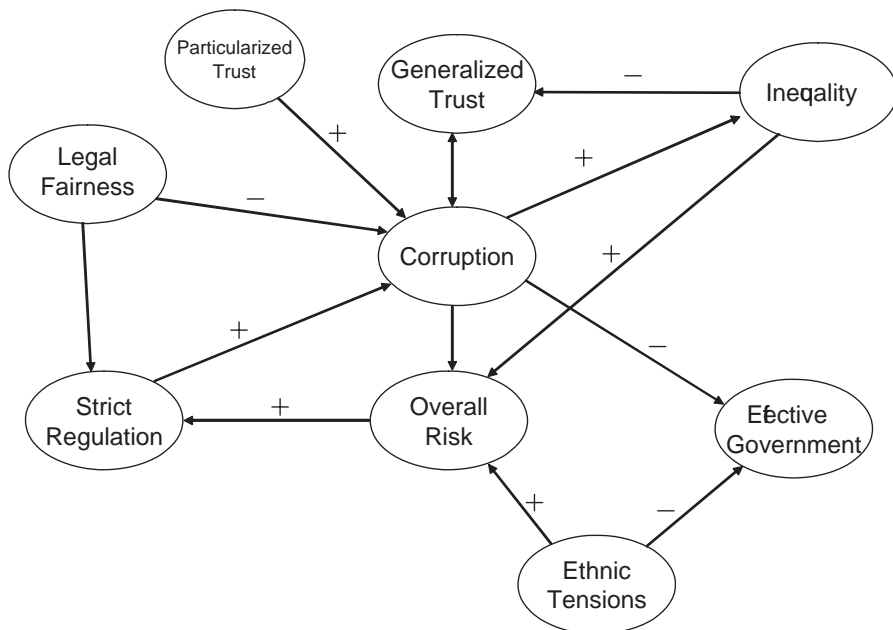 Particularized
Trust
Generalized
Trust
−
Ineqality
+
+
Legal
Fairness
−
Corruption
+
+
−
Strict
Regulation
+
Overall
Risk
Efective
Government
+
−
Ethnic
Tensions